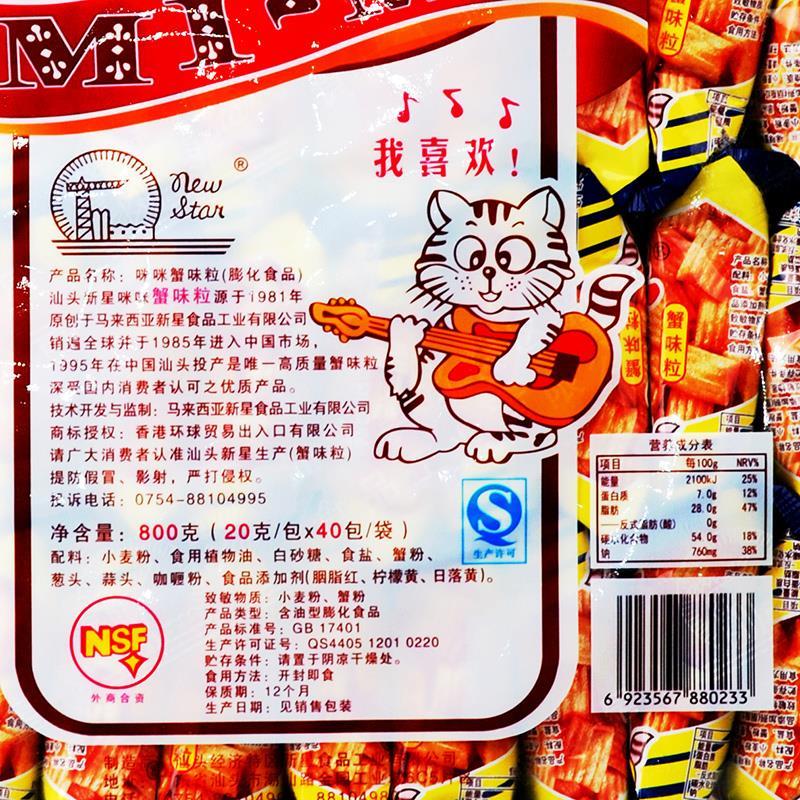 MI-M
我喜欢!
New
Star
®
产品名称：咪咪蟹味粒(膨化食品)
汕头新星咪咪蟹味粒源于1981年
原创于马来西亚新星食品工业有限公司
销遍全球并于1985年进入中国市场，
1995年在中国汕头投产是唯一高质量蟹味粒
深受国内消费者认可之优质产品。
技术开发与监制：马来西亚新星食品工业有限公司
商标授权：香港环球贸易出入口有限公司
请广大消费者认准汕头新星生产(蟹味粒)
提防假冒、影射，严打侵权。
投诉电话：0754-88104995
净含量：800克（20克/包x40包/袋）
配料：小麦粉、食用植物油、白砂糖、食盐、蟹粉、
葱头、蒜头、咖喱粉、食品添加剂(胭脂红、柠檬黄、日落黄)。
致敏物质：小麦粉、蟹粉
产品类型：含油型膨化食品
产品标准号：GB 17401
生产许可证号：QS4405 1201 0220
贮存条件：请置于阴凉干燥处。
食用方法：开封即食
保质期：12个月
生产日期：见销售包装
NSF
外商合资
生产许可
营养成分表
项目 每100g NRV%
能量 2100kJ 25%
蛋白质 7.0g 12%
脂肪 28.0g 47%
——反式脂肪(酸) 0g
碳水化合物 54.0g 18%
钠 760mg 38%
6 923567 880233
蟹味粒
蟹味粒